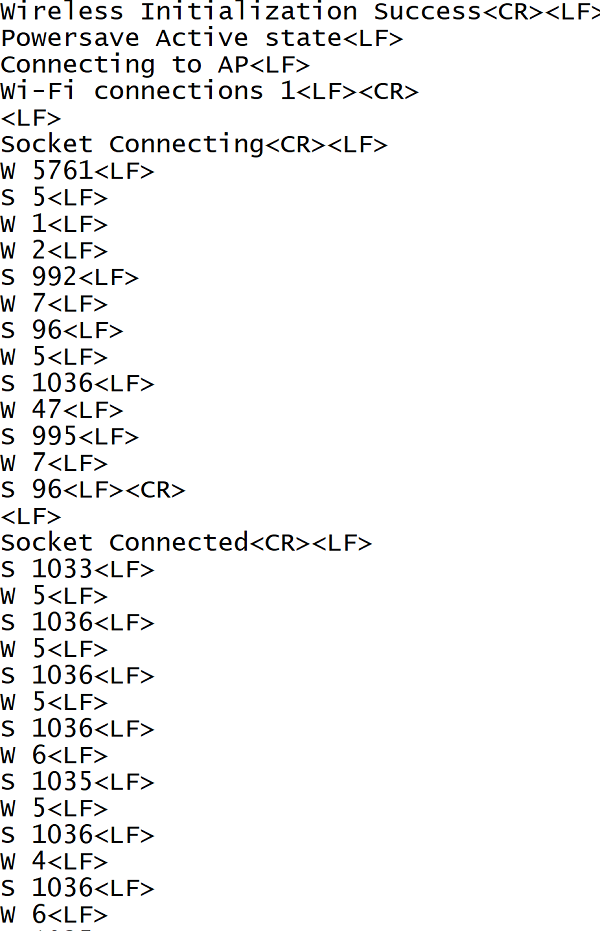 Wireless Initialization Success<CR><LF>
Powersave Active state<LF>
Connecting to AP<LF>
Wi-Fi connections 1<LF><CR>
<LF>
Socket Connecting<CR><LF>
W 5761<LF>
S 5<LF>
W 1<LF>
W 2<LF>
S 992<LF>
W 7<LF>
S 96<LF>
W 5<LF>
S 1036<LF>
W 47<LF>
S 995<LF>
W 7<LF>
S 96<LF><CR>
<LF>
Socket Connected<CR><LF>
S 1033<LF>
W 5<LF>
S 1036<LF>
W 5<LF>
S 1036<LF>
W 5<LF>
S 1036<LF>
W 6<LF>
S 1035<LF>
W 5<LF>
S 1036<LF>
W 4<LF>
S 1036<LF>
W 6<LF>